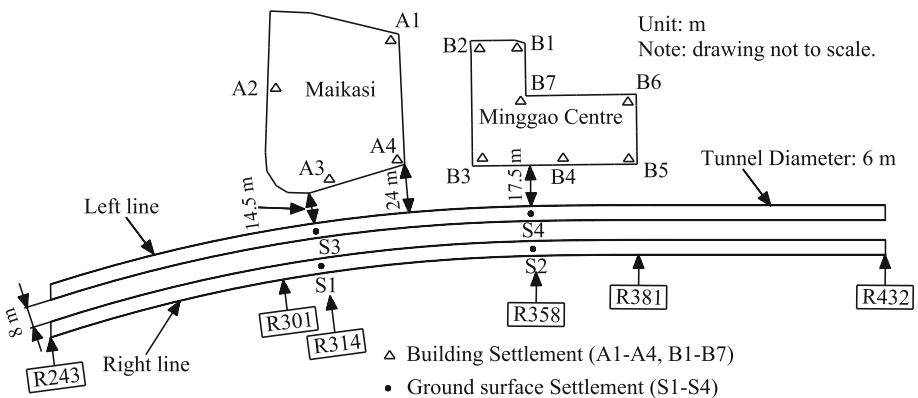 A1
Unit: m
Note: drawing not to scale.
B2
B1
A2
Maikasi
B7
B6
Minggao Centre
A4
A3
B3
B4
B5
Tunnel Diameter: 6 m
14.5 m
24 m
17.5 m
Left line
S3
S4
S1
S2
8 m
R301
R314
R358
R381
R432
R243
Right line
Building Settlement (A1-A4, B1-B7)
Ground surface Settlement (S1-S4)